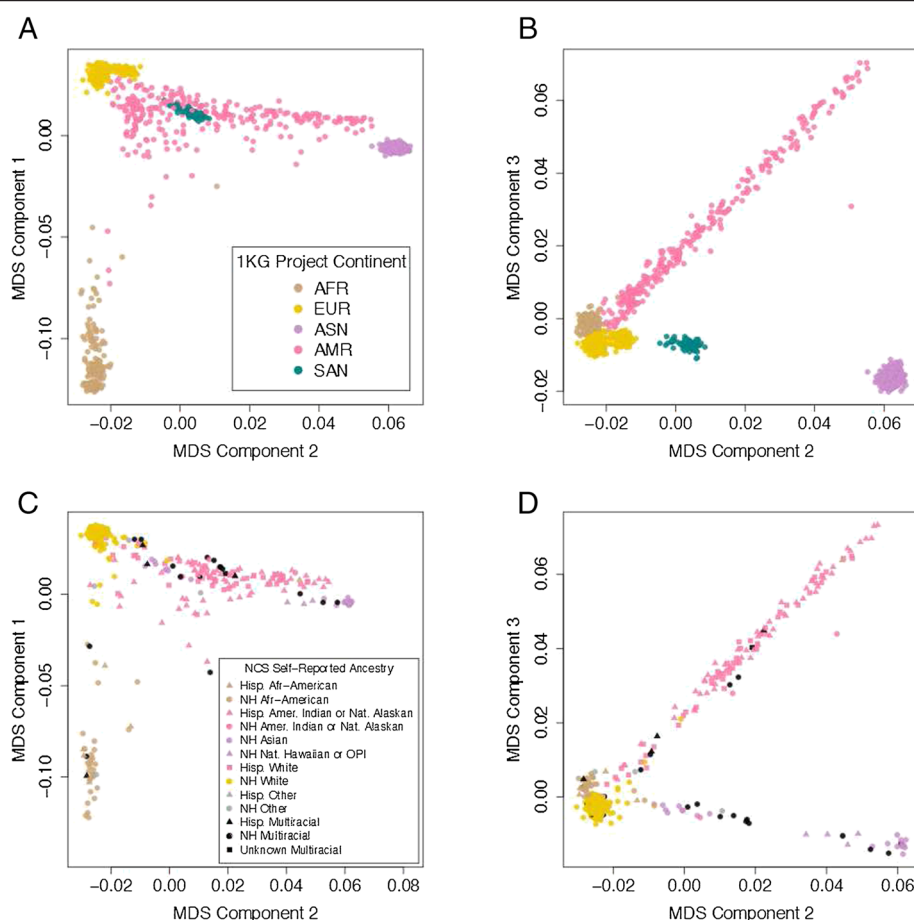 A
MDS Component 1
0.00
−0.05
−0.10
−0.02
0.00
0.02
0.04
0.06
MDS Component 2
1KG Project Continent
AFR
EUR
ASN
AMR
SAN
B
MDS Component 3
0.06
0.04
0.02
0.00
−0.02
−0.02
0.00
0.02
0.04
0.06
MDS Component 2
C
MDS Component 1
0.00
−0.05
−0.10
−0.02
0.00
0.02
0.04
0.06
0.08
MDS Component 2
NCS Self−Reported Ancestry
Hisp. Afr−American
NH Afr−American
Hisp. Amer. Indian or Nat. Alaskan
NH Amer. Indian or Nat. Alaskan
NH Asian
NH Nat. Hawaiian or OPI
Hisp. White
NH White
Hisp. Other
NH Other
Hisp. Multiracial
NH Multiracial
Unknown Multiracial
D
MDS Component 3
0.06
0.04
0.02
0.00
−0.02
0.00
0.02
0.04
0.06
MDS Component 2